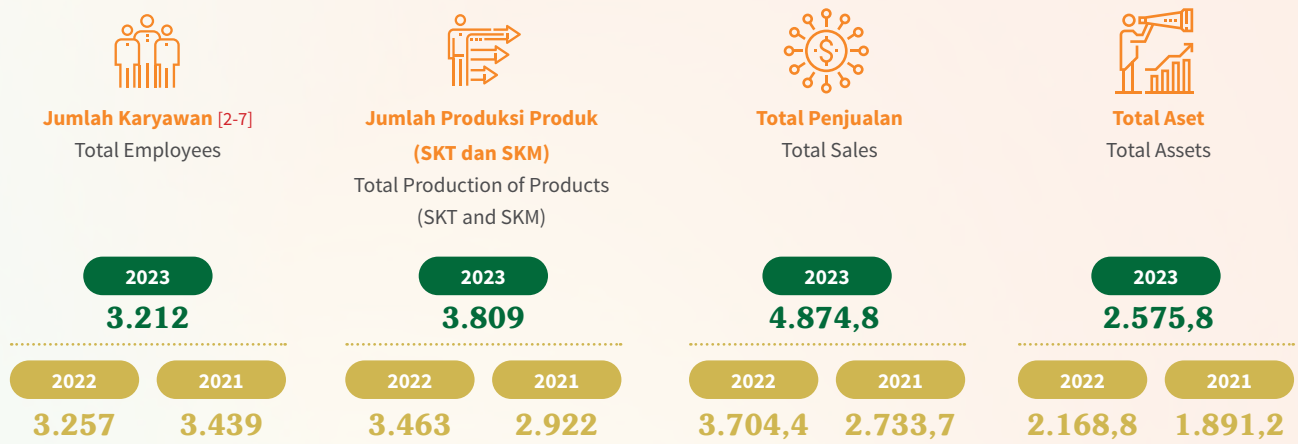 Jumlah Karyawan [2-7]
Total Employees
2023
3.212
2022 2021
3.257 3.439
Jumlah Produksi Produk
(SKT dan SKM)
Total Production of Products
(SKT and SKM)
2023
3.809
2022 2021
3.463 2.922
$
Total Penjualan
Total Sales
2023
4.874,8
2022 2021
3.704,4 2.733,7
Total Aset
Total Assets
2023
2.575,8
2022 2021
2.168,8 1.891,2